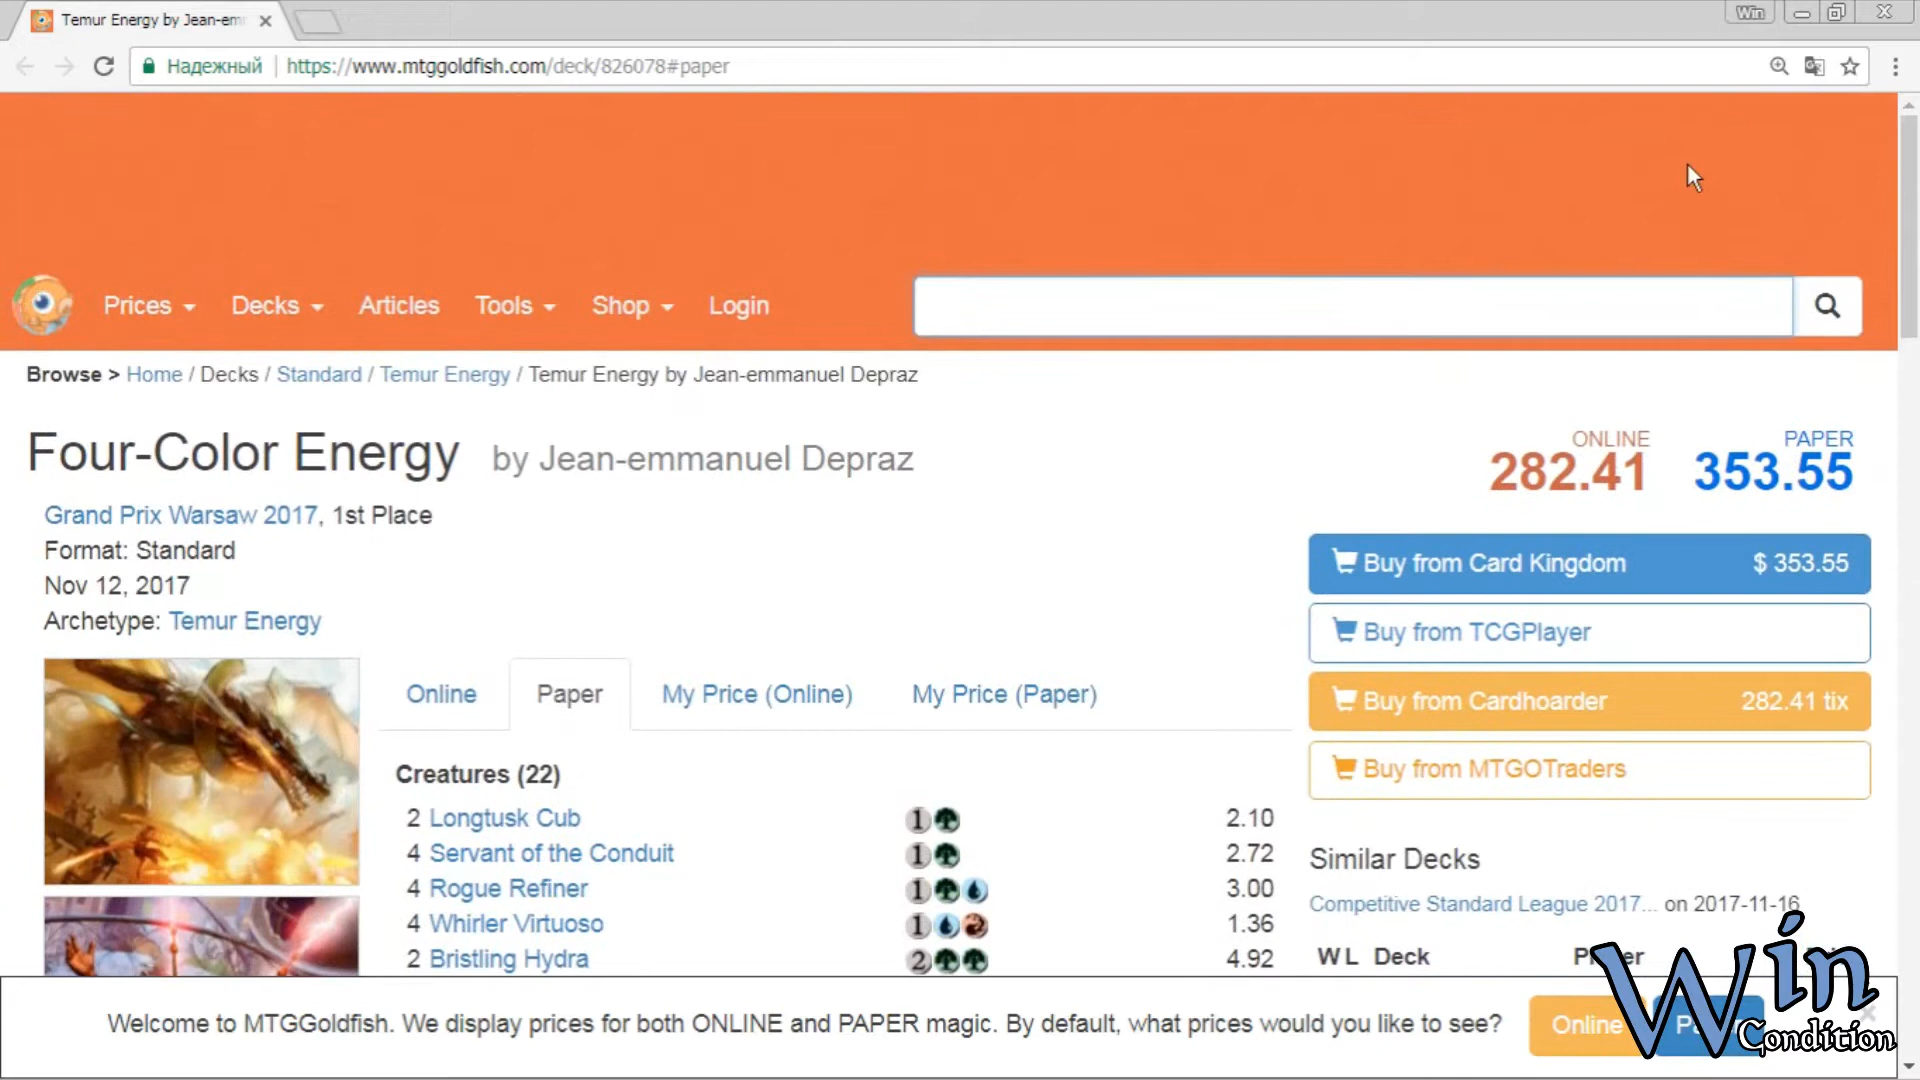 Temur Energy by Jean-em
Win
Надежный https://www.mtggoldfish.com/deck/826078#paper
Prices Decks Articles Tools Shop Login
Browse > Home / Decks / Standard / Temur Energy / Temur Energy by Jean-emmanuel Depraz
Four-Color Energy by Jean-emmanuel Depraz
ONLINE PAPER
282.41 353.55
Grand Prix Warsaw 2017, 1st Place
Format: Standard
Nov 12, 2017
Archetype: Temur Energy
Buy from Card Kingdom $ 353.55
Buy from TCGPlayer
Buy from Cardhoarder 282.41 tix
Buy from MTGOTraders
Online Paper My Price (Online) My Price (Paper)
Creatures (22)
2 Longtusk Cub 1 2.10
4 Servant of the Conduit 1 2.72
4 Rogue Refiner 1 3.00
4 Whirler Virtuoso 1 1.36
2 Bristling Hydra 2 4.92
Similar Decks
Competitive Standard League 2017... on 2017-11-16
W L Deck
Welcome to MTGGoldfish. We display prices for both ONLINE and PAPER magic. By default, what prices would you like to see?
Online
Win
Condition